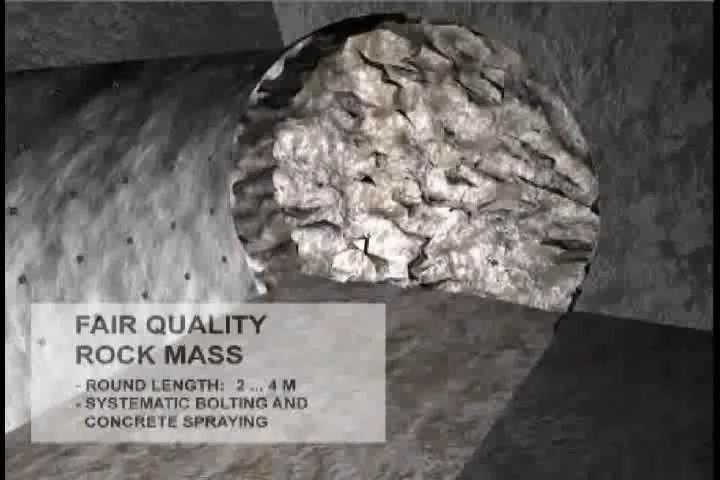 FAIR QUALITY
ROCK MASS
- ROUND LENGTH: 2 ... 4 M
- SYSTEMATIC BOLTING AND
CONCRETE SPRAYING